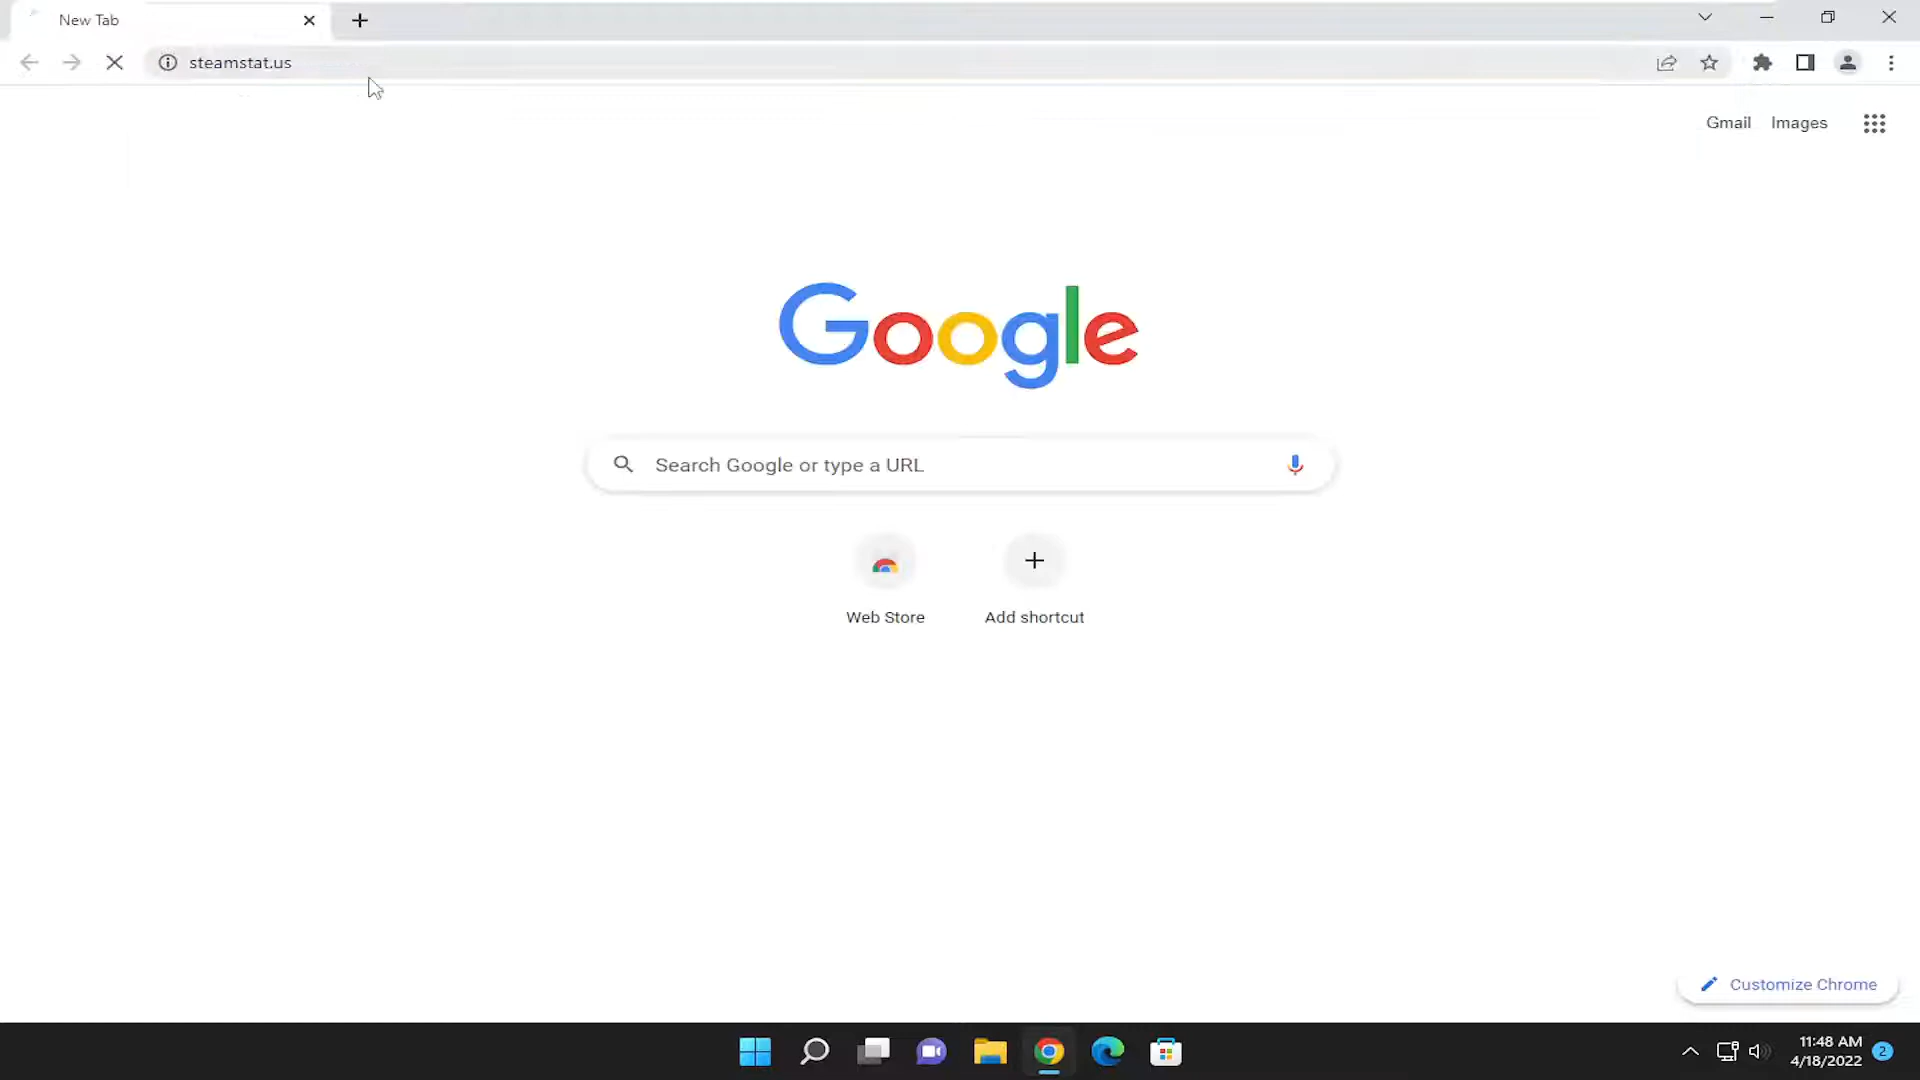 New Tab
steamstat.us
Gmail Images
Google
Search Google or type a URL
Web Store Add shortcut
Customize Chrome
11:48 AM
4/18/2022 2